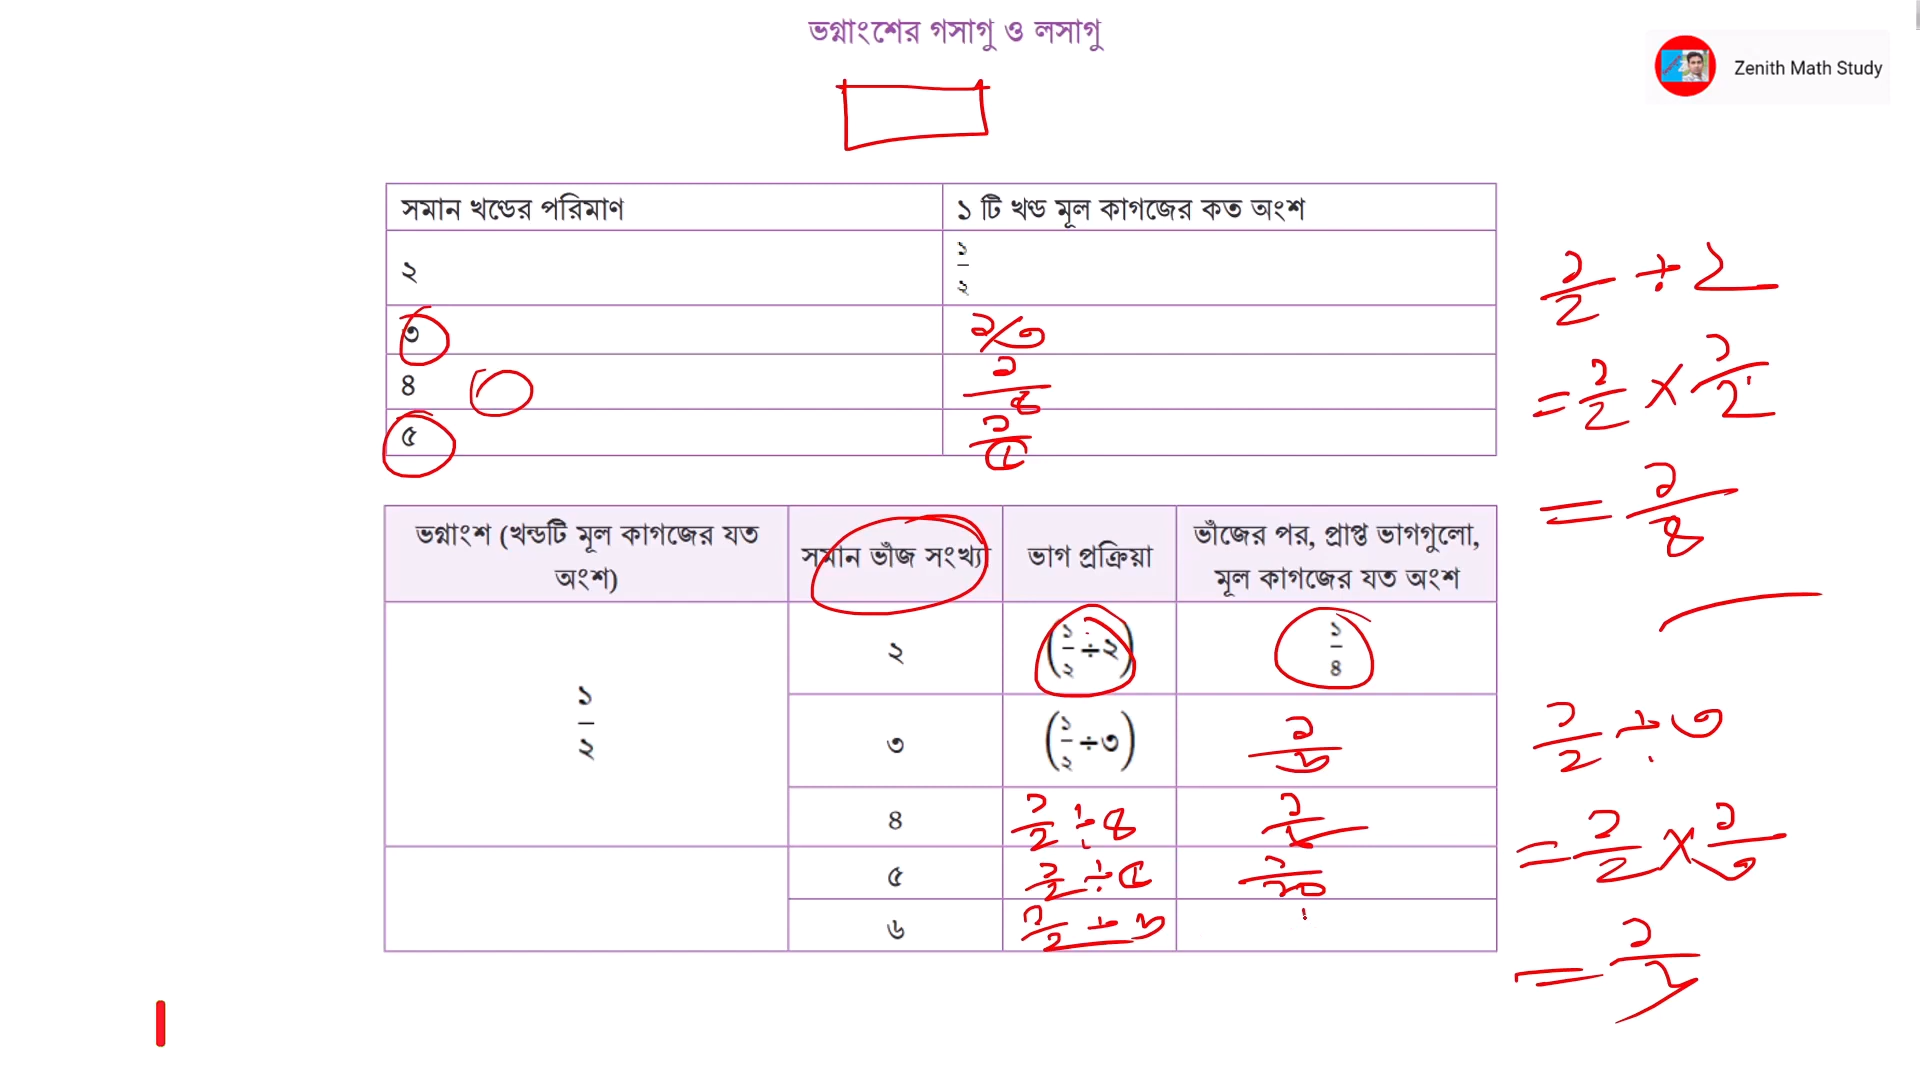 ভগ্নাংশের গসাগু ও লসাগু
Zenith Math Study
সমান খন্ডের পরিমাণ ১ টি খন্ড মূল কাগজের কত অংশ
২ ১/২
৩ ১/৩
৪ ১/৪
৫ ১/৫
ভগ্নাংশ (খন্ডটি মূল কাগজের যত অংশ) সমান ভাঁজ সংখ্যা ভাগ প্রক্রিয়া ভাঁজের পর, প্রাপ্ত ভাগগুলো, মূল কাগজের যত অংশ
১/২ ২ (১/২ ÷ ২) ১/৪
৩ (১/২ ÷ ৩) ১/৬
৪ ১/২ ÷ ৪ ১/৮
৫ ১/২ ÷ ৫ ১/১০
৬ ১/২ ÷ ৬
১/২ ÷ ২
= ১/২ × ১/২
= ১/৪
১/২ ÷ ৩
= ১/২ × ১/৩
= ১/৬